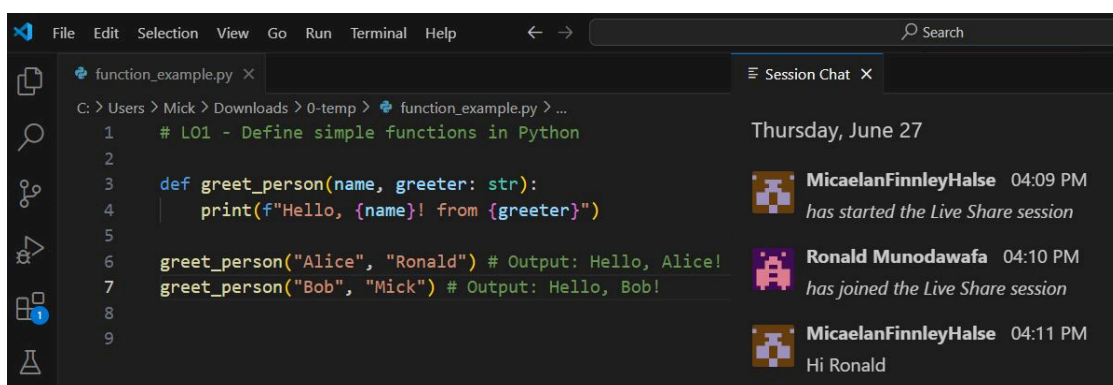 File Edit Selection View Go Run Terminal Help ← → Search
function_example.py ×
C: > Users > Mick > Downloads > 0-temp > function_example.py > ...
1 # LO1 - Define simple functions in Python
2
3 def greet_person(name, greeter: str):
4 print(f"Hello, {name}! from {greeter}")
5
6 greet_person("Alice", "Ronald") # Output: Hello, Alice!
7 greet_person("Bob", "Mick") # Output: Hello, Bob!
8
9
1
Session Chat ×
Thursday, June 27
MicaelanFinnleyHalse 04:09 PM
has started the Live Share session
Ronald Munodawafa 04:10 PM
has joined the Live Share session
MicaelanFinnleyHalse 04:11 PM
Hi Ronald